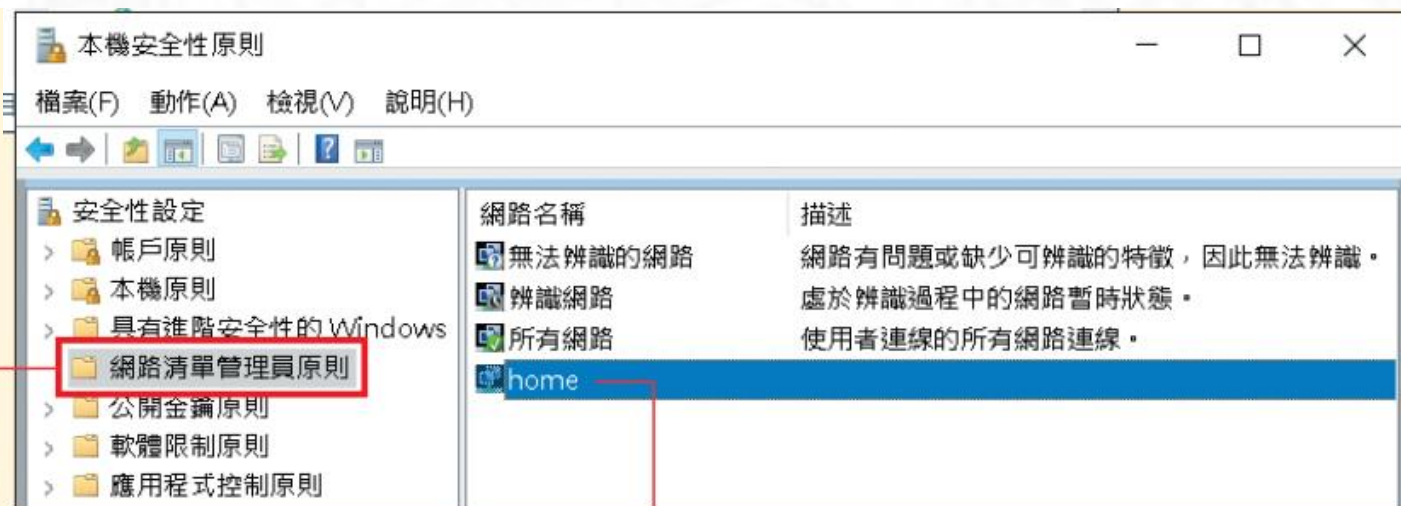 本機安全性原則
檔案(F) 動作(A) 檢視(V) 說明(H)
安全性設定
帳戶原則
本機原則
具有進階安全性的 Windows
網路清單管理員原則
公開金鑰原則
軟體限制原則
應用程式控制原則
網路名稱 描述
無法辨識的網路 網路有問題或缺少可辨識的特徵，因此無法辨識。
辨識網路 處於辨識過程中的網路暫時狀態。
所有網路 使用者連線的所有網路連線。
home